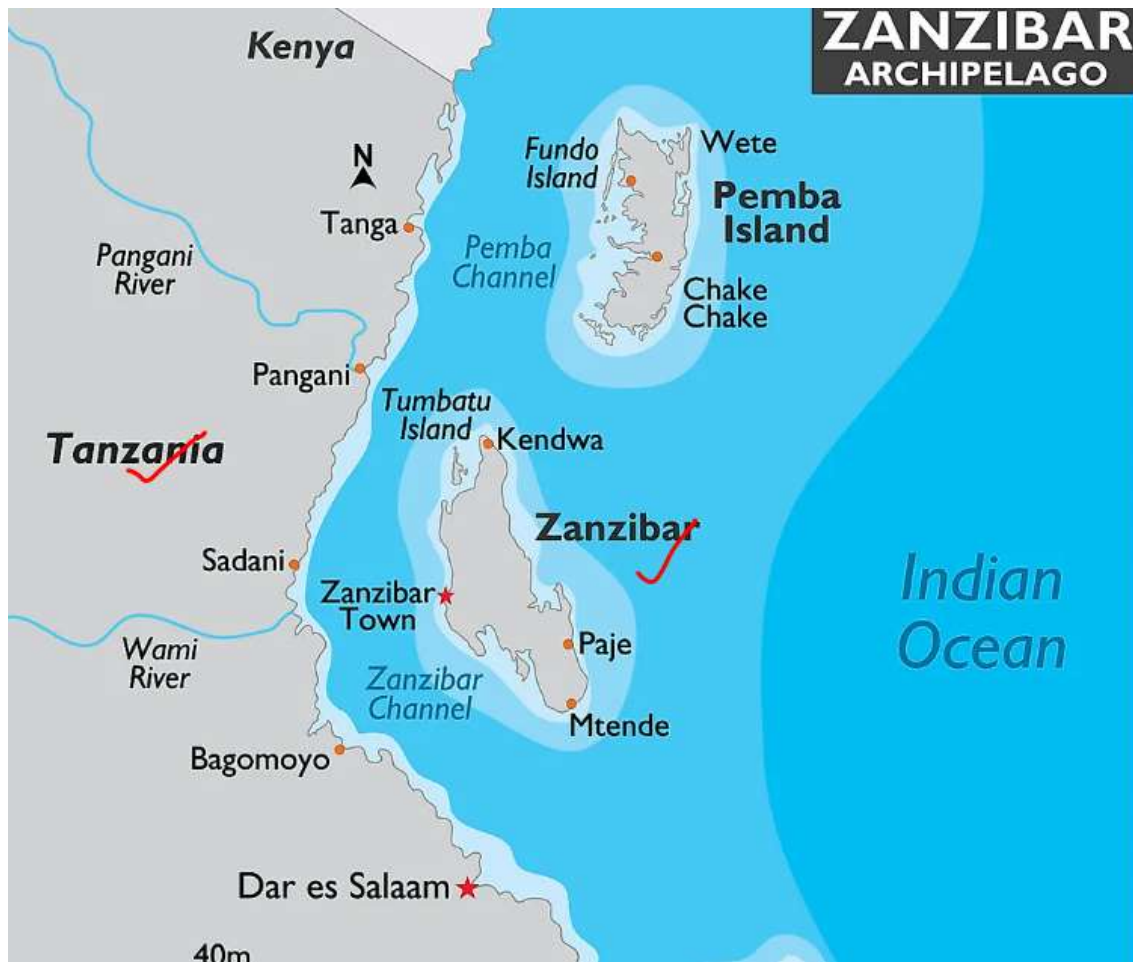 ZANZIBAR
ARCHIPELAGO
Kenya
N
Fundo
Island
Wete
Pemba
Island
Tanga
Pemba
Channel
Pangani
River
Chake
Chake
Pangani
Tumbatu
Island
Kendwa
Tanzania
Zanzibar
Sadani
Zanzibar
Town
Indian
Ocean
Paje
Wami
River
Zanzibar
Channel
Mtende
Bagomoyo
Dar es Salaam
40m